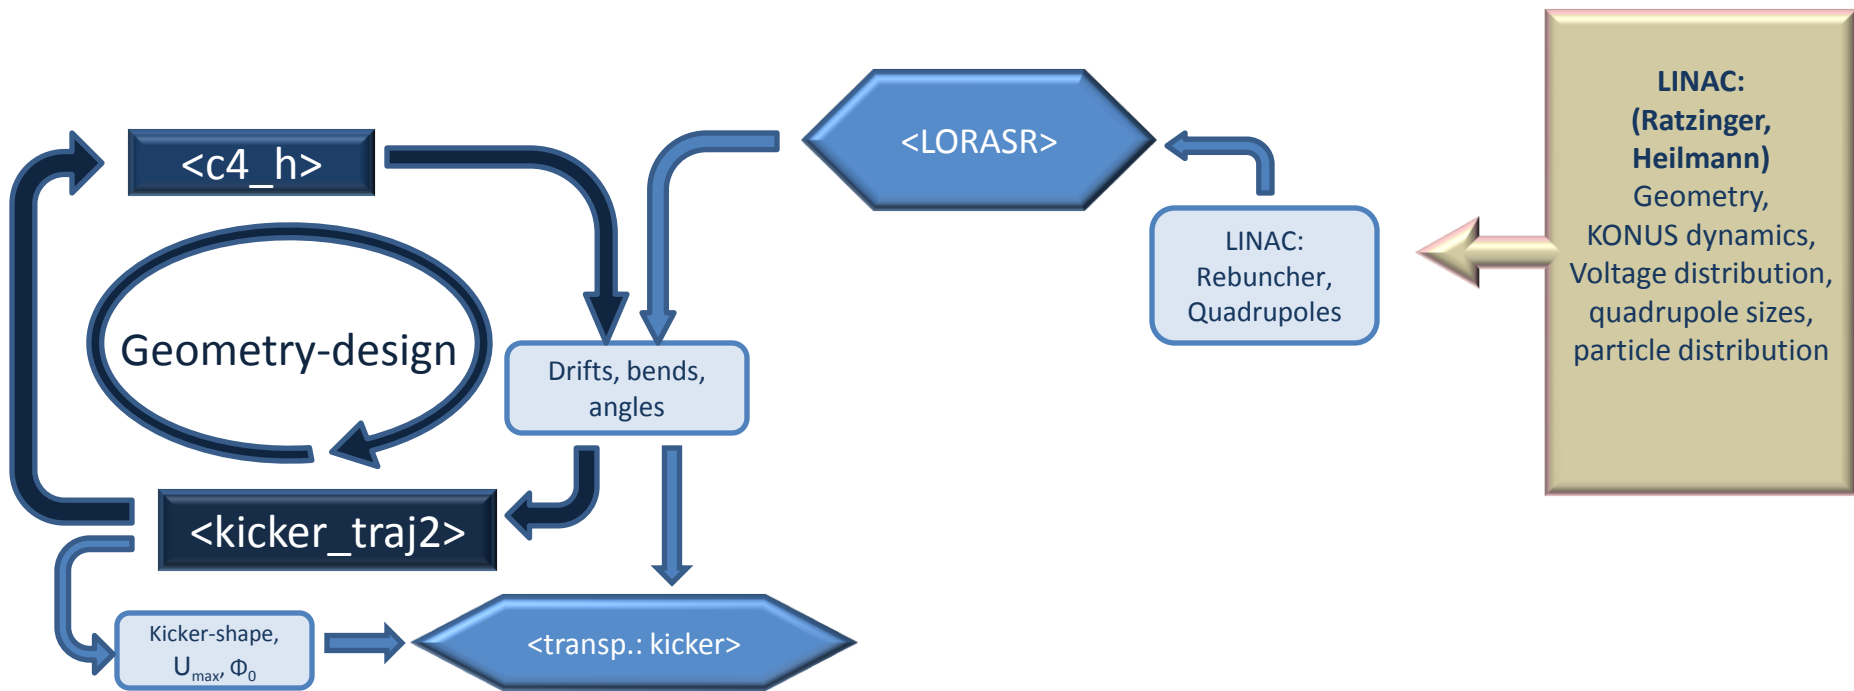 <c4_h>
Geometry-design
<kicker_traj2>
Kicker-shape,
Umax, Φ0
Drifts, bends,
angles
<transp.: kicker>
<LORASR>
LINAC:
Rebuncher,
Quadrupoles
LINAC:
(Ratzinger,
Heilmann)
Geometry,
KONUS dynamics,
Voltage distribution,
quadrupole sizes,
particle distribution